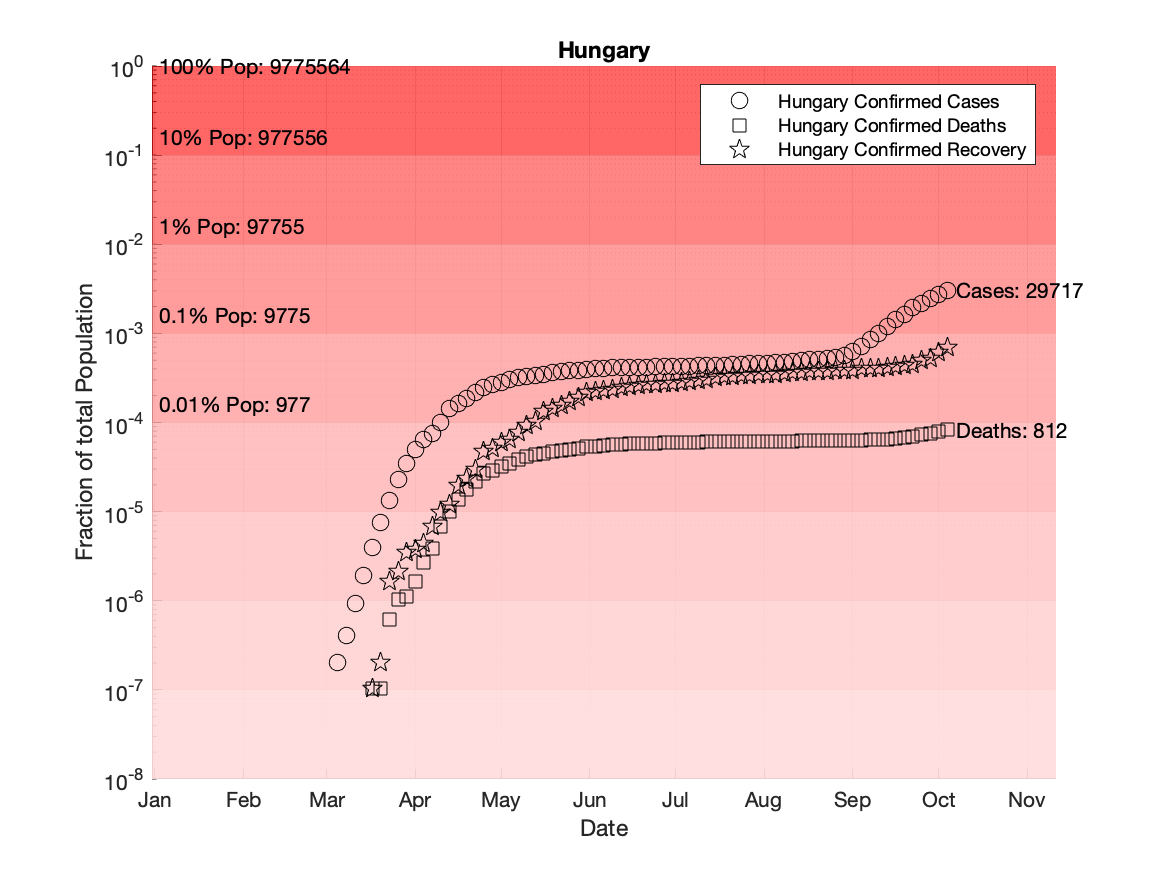 Hungary
10^0
10^-1
10^-2
10^-3
10^-4
10^-5
10^-6
10^-7
10^-8
Fraction of total Population
100% Pop: 9775564
10% Pop: 977556
1% Pop: 97755
0.1% Pop: 9775
0.01% Pop: 977
Hungary Confirmed Cases
Hungary Confirmed Deaths
Hungary Confirmed Recovery
Cases: 29717
Deaths: 812
Jan Feb Mar Apr May Jun Jul Aug Sep Oct Nov
Date